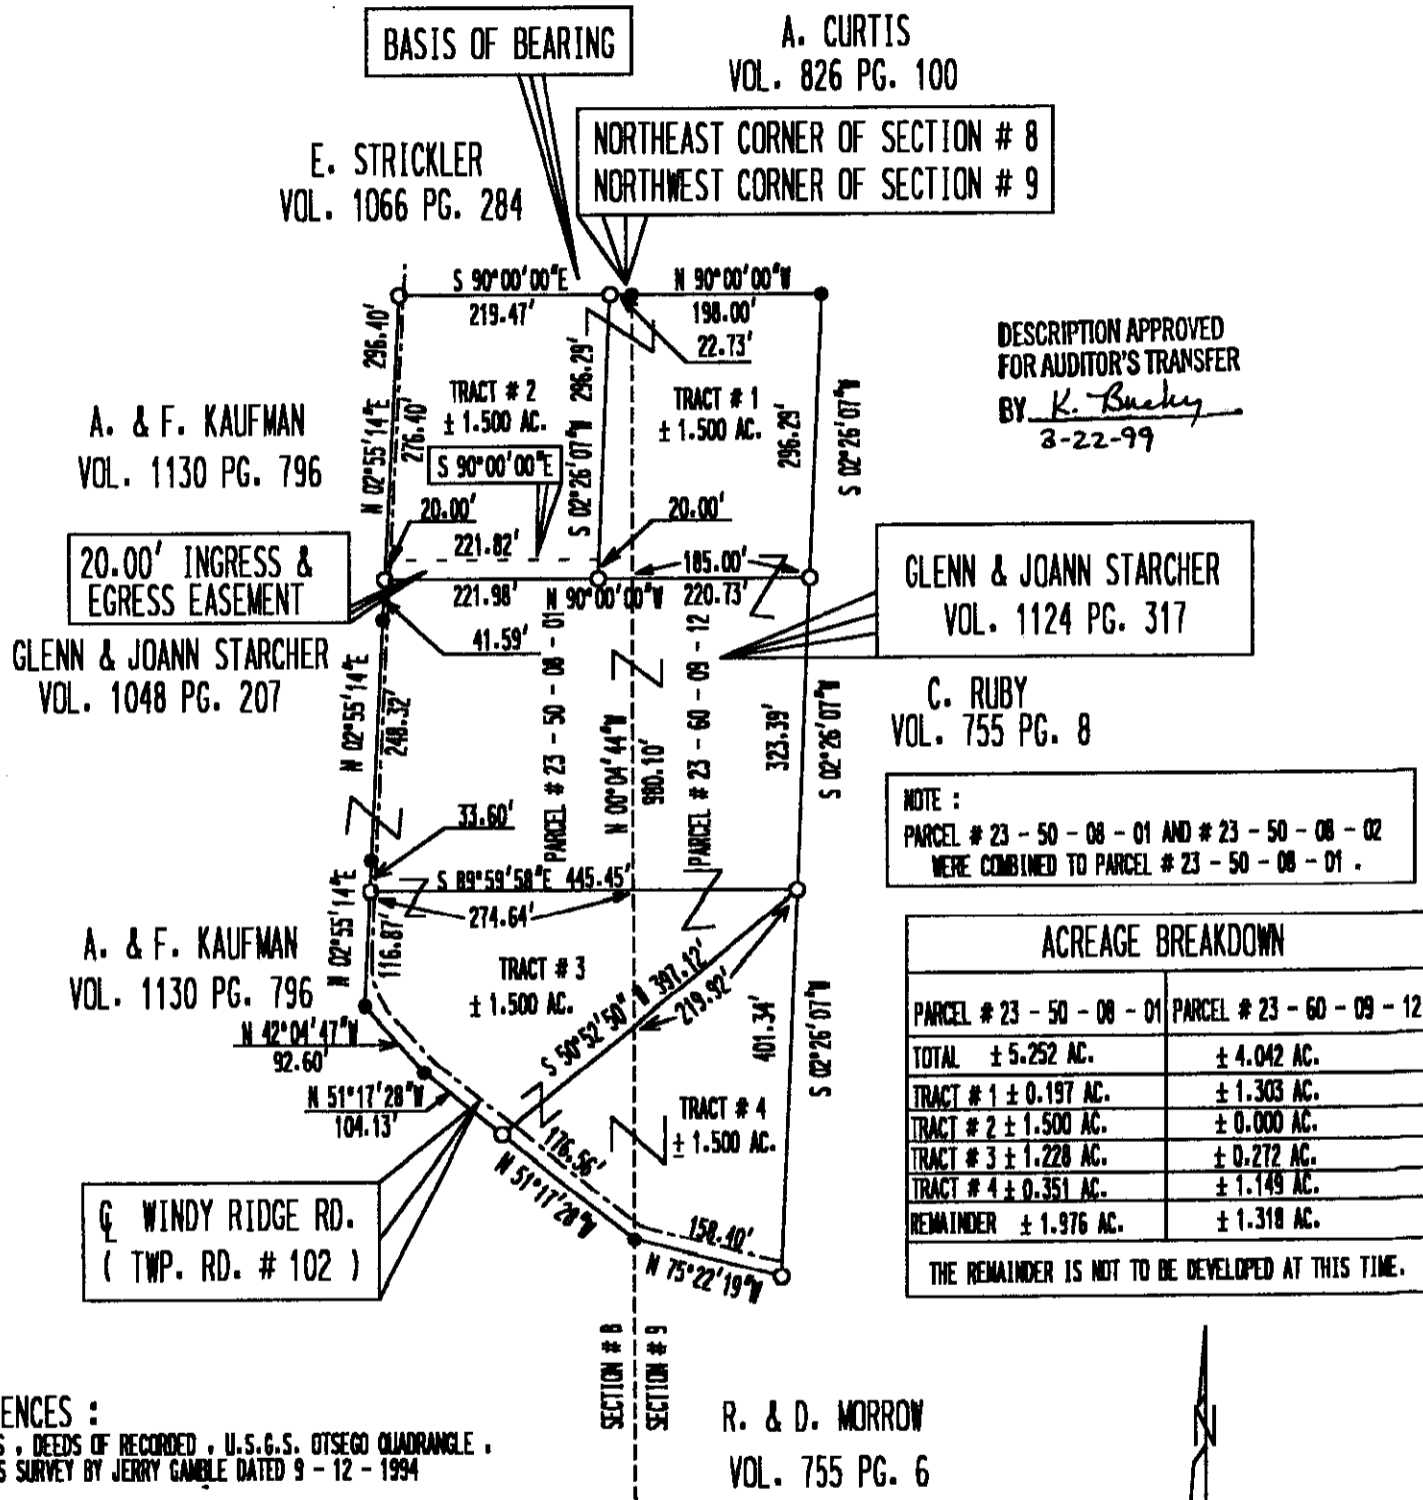 BASIS OF BEARING
A. CURTIS
VOL. 826 PG. 100
NORTHEAST CORNER OF SECTION # 8
NORTHWEST CORNER OF SECTION # 9
E. STRICKLER
VOL. 1066 PG. 284
S 90°00'00"E
219.47'
N 90°00'00"W
198.00'
22.73'
296.40'
N 02°55'14"E
276.40'
TRACT # 2
± 1.500 AC.
S 02°26'07"W 296.29'
TRACT # 1
± 1.500 AC.
296.29'
S 02°26'07"W
DESCRIPTION APPROVED
FOR AUDITOR'S TRANSFER
BY
3-22-99
A. & F. KAUFMAN
VOL. 1130 PG. 796
S 90°00'00"E
20.00'
221.82'
20.00'
20.00' INGRESS &
EGRESS EASEMENT
185.00'
221.98'
N 90°00'00"W
220.73'
41.59'
GLENN & JOANN STARCHER
VOL. 1124 PG. 317
GLENN & JOANN STARCHER
VOL. 1048 PG. 207
N 02°55'14"E
248.32'
PARCEL # 23 - 50 - 08 - 01
N 00°04'44"W
980.10'
PARCEL # 23 - 60 - 09 - 12
323.39'
S 02°26'07"W
C. RUBY
VOL. 755 PG. 8
NOTE :
PARCEL # 23 - 50 - 08 - 01 AND # 23 - 50 - 08 - 02
WERE COMBINED TO PARCEL # 23 - 50 - 08 - 01 .
33.60'
S 89°59'58"E 445.45'
274.64'
N 02°55'14"E
116.87'
A. & F. KAUFMAN
VOL. 1130 PG. 796
TRACT # 3
± 1.500 AC.
S 50°52'50"W 397.12'
219.92'
401.34'
S 02°26'07"W
N 42°04'47"W
92.60'
N 51°17'28"W
104.13'
TRACT # 4
± 1.500 AC.
176.56'
N 51°17'28"W
158.40'
N 75°22'19"W
℄ WINDY RIDGE RD.
( TWP. RD. # 102 )
ACREAGE BREAKDOWN
PARCEL # 23 - 50 - 08 - 01 PARCEL # 23 - 60 - 09 - 12
TOTAL ± 5.252 AC. ± 4.042 AC.
TRACT # 1 ± 0.197 AC. ± 1.303 AC.
TRACT # 2 ± 1.500 AC. ± 0.000 AC.
TRACT # 3 ± 1.228 AC. ± 0.272 AC.
TRACT # 4 ± 0.351 AC. ± 1.149 AC.
REMAINDER ± 1.976 AC. ± 1.318 AC.
THE REMAINDER IS NOT TO BE DEVELOPED AT THIS TIME.
SECTION # 8
SECTION # 9
R. & D. MORROW
VOL. 755 PG. 6
N
ENCES :
S , DEEDS OF RECORDED , U.S.G.S. OTSEGO QUADRANGLE .
S SURVEY BY JERRY GAMBLE DATED 9 - 12 - 1994